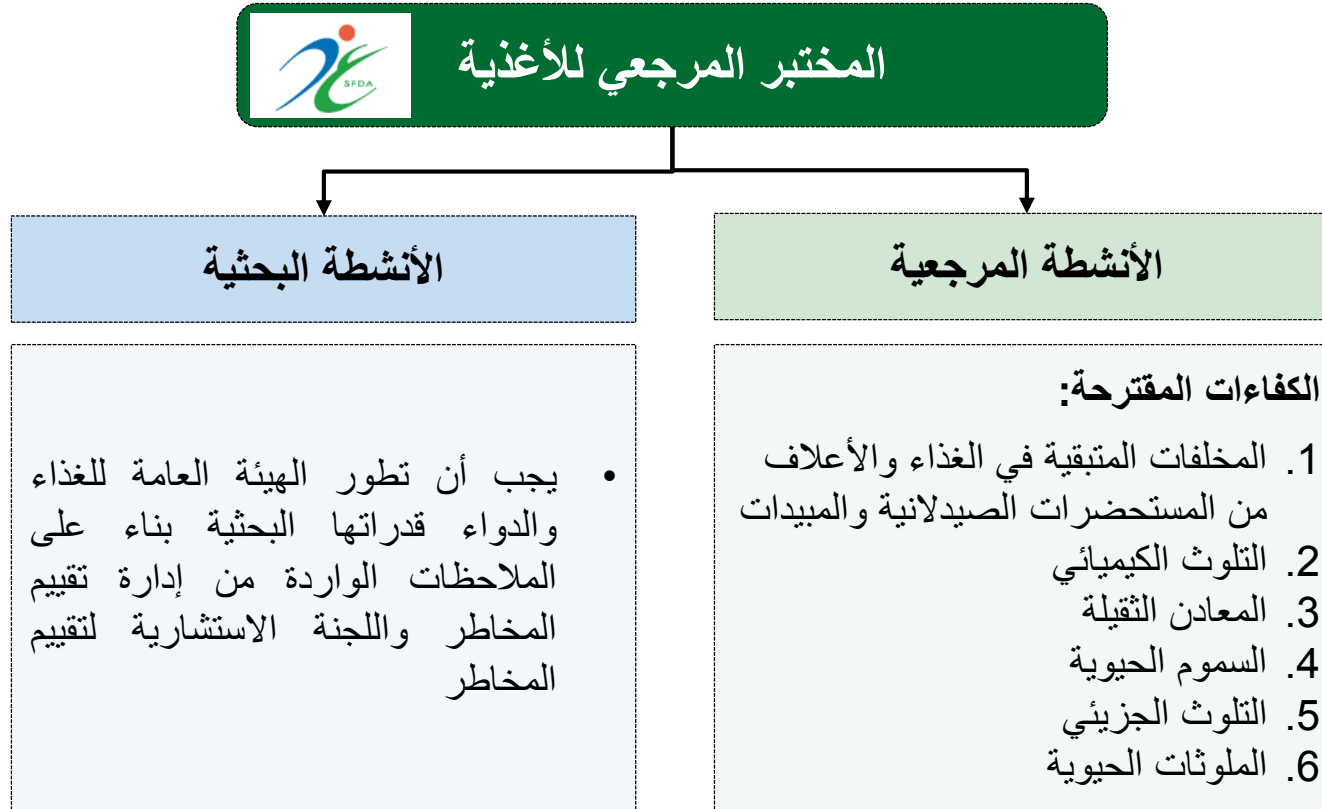 المختبر المرجعي للأغذية
SFDA
الأنشطة المرجعية
الكفاءات المقترحة:
1. المخلفات المتبقية في الغذاء والأعلاف
من المستحضرات الصيدلانية والمبيدات
2. التلوث الكيميائي
3. المعادن الثقيلة
4. السموم الحيوية
5. التلوث الجزيئي
6. الملوثات الحيوية
الأنشطة البحثية
• يجب أن تطور الهيئة العامة للغذاء
والدواء قدراتها البحثية بناء على
الملاحظات الواردة من إدارة تقييم
المخاطر واللجنة الاستشارية لتقييم
المخاطر